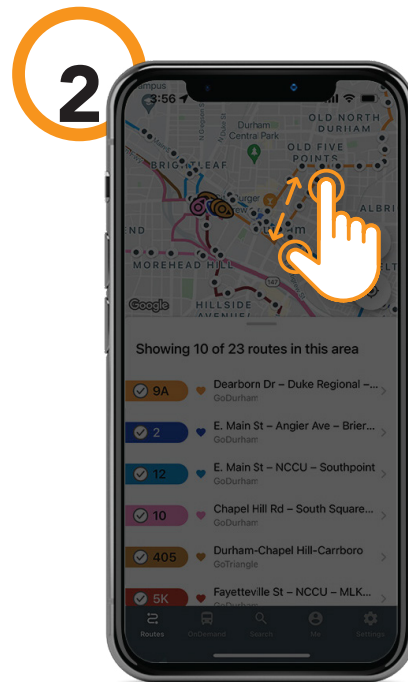 2
3:56
Durham
Central Park
OLD NORTH
DURHAM
OLD FIVE
POINTS
BRIGHTLEAF
MOREHEAD HILL
147
Google
HILLSIDE
Showing 10 of 23 routes in this area
9A
Dearborn Dr – Duke Regional –...
GoDurham
2
E. Main St – Angier Ave – Brier...
GoDurham
12
E. Main St – NCCU – Southpoint
GoDurham
10
Chapel Hill Rd – South Square...
GoDurham
405
Durham-Chapel Hill-Carrboro
GoTriangle
5K
Fayetteville St – NCCU – MLK...
Routes
OnDemand
Search
Me
Settings